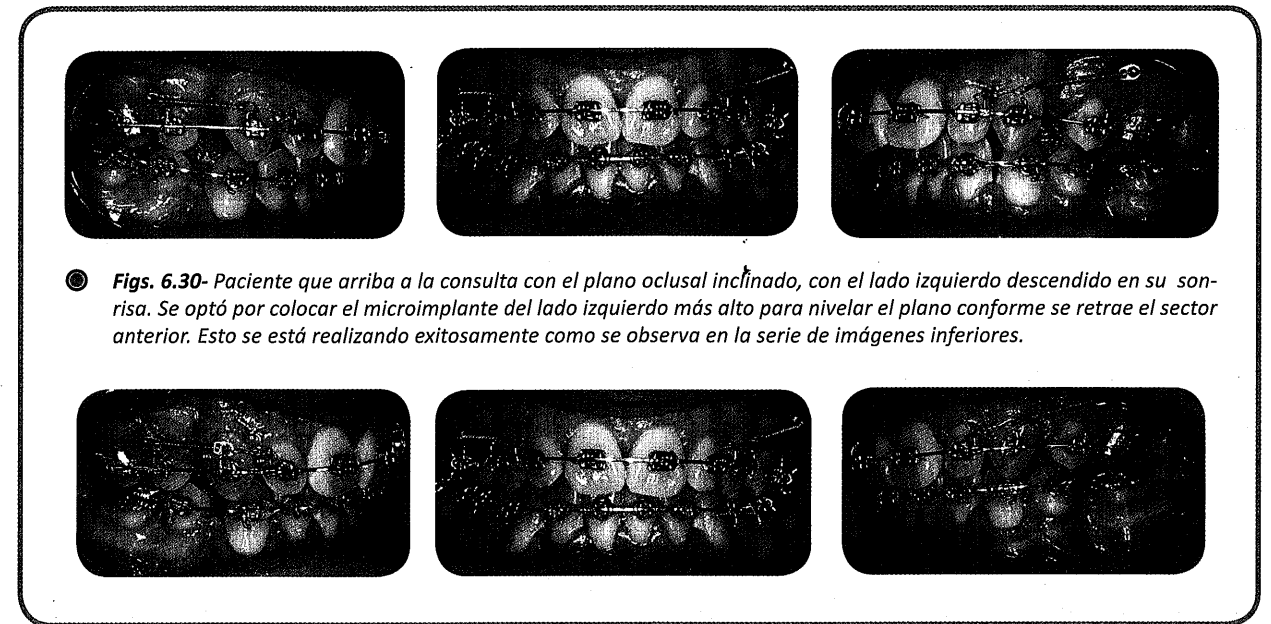 Figs. 6.30- Paciente que arriba a la consulta con el plano oclusal inclinado, con el lado izquierdo descendido en su son-
risa. Se optó por colocar el microimplante del lado izquierdo más alto para nivelar el plano conforme se retrae el sector
anterior. Esto se está realizando exitosamente como se observa en la serie de imágenes inferiores.